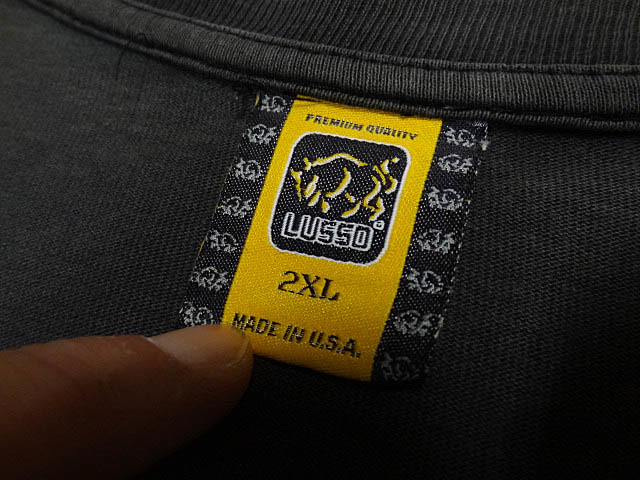 PREMIUM QUALITY
LUSSO
2XL
MADE IN U.S.A.